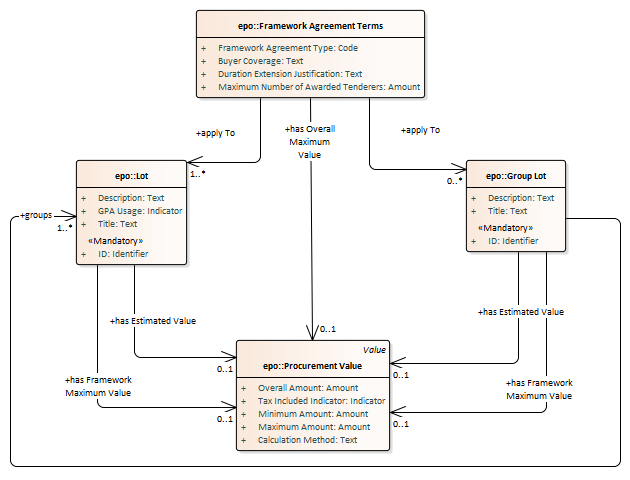 epo::Framework Agreement Terms
+ Framework Agreement Type: Code
+ Buyer Coverage: Text
+ Duration Extension Justification: Text
+ Maximum Number of Awarded Tenderers: Amount
+apply To
+has Overall
Maximum
Value
+apply To
1..*
0..*
epo::Lot
+ Description: Text
+ GPA Usage: Indicator
+ Title: Text
«Mandatory»
+ ID: Identifier
epo::Group Lot
+ Description: Text
+ Title: Text
«Mandatory»
+ ID: Identifier
+groups
1..*
+has Estimated Value
0..1
+has Framework
Maximum Value
0..1
0..1
+has Estimated Value
0..1
+has Framework
Maximum Value
0..1
Value
epo::Procurement Value
+ Overall Amount: Amount
+ Tax Included Indicator: Indicator
+ Minimum Amount: Amount
+ Maximum Amount: Amount
+ Calculation Method: Text